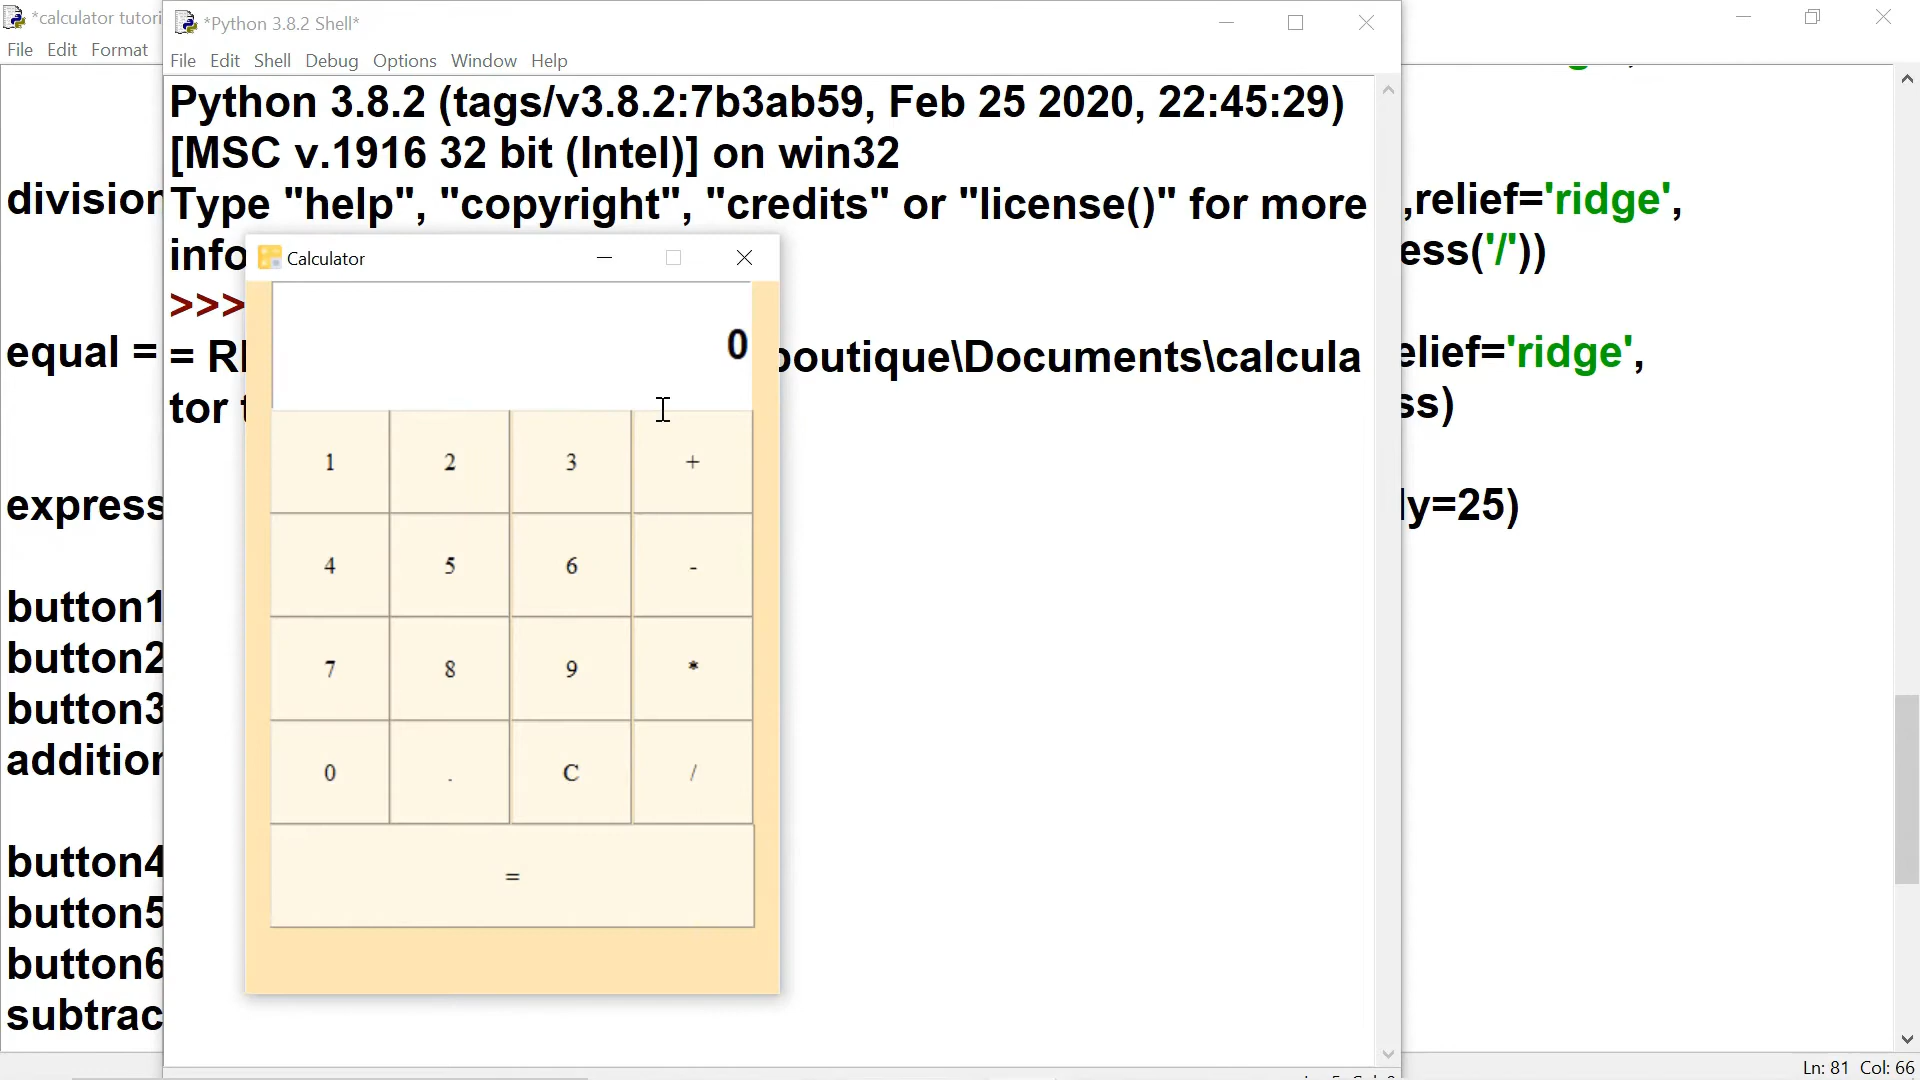 *calculator tutori
File Edit Format
*Python 3.8.2 Shell*
File Edit Shell Debug Options Window Help
Python 3.8.2 (tags/v3.8.2:7b3ab59, Feb 25 2020, 22:45:29)
[MSC v.1916 32 bit (Intel)] on win32
Type "help", "copyright", "credits" or "license()" for more
info
>>>
= R
boutique\Documents\calcula
tor
Calculator
0
1 2 3 +
4 5 6 -
7 8 9 *
0 . C /
=
division
,relief='ridge',
ess('/'))
equal =
elief='ridge',
ss)
express
y=25)
button1
button2
button3
addition
button4
button5
button6
subtrac
Ln: 81 Col: 66